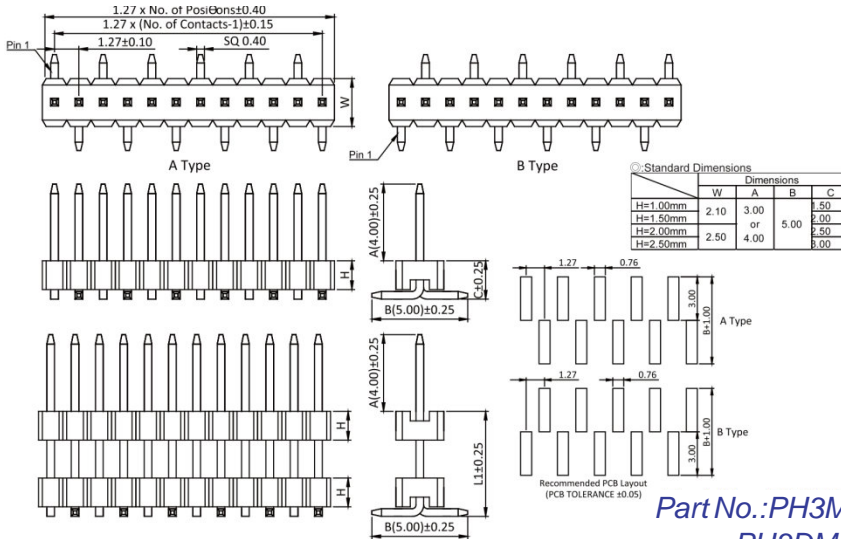 1.27 x No. of PosiƟons±0.40
1.27 x (No. of Contacts-1)±0.15
1.27±0.10
SQ 0.40
Pin 1
W
A Type
Pin 1
B Type
◎:Standard Dimensions
Dimensions
W A B C
H=1.00mm 2.10 3.00 or 4.00 5.00 1.50
H=1.50mm 2.00
H=2.00mm 2.50 2.50
H=2.50mm 3.00
A(4.00)±0.25
H
C±0.25
B(5.00)±0.25
1.27
0.76
3.00
B+1.00
A Type
1.27
0.76
3.00
B+1.00
B Type
Recommended PCB Layout
(PCB TOLERANCE ±0.05)
A(4.00)±0.25
H
H
L1±0.25
B(5.00)±0.25
Part No.:PH3M